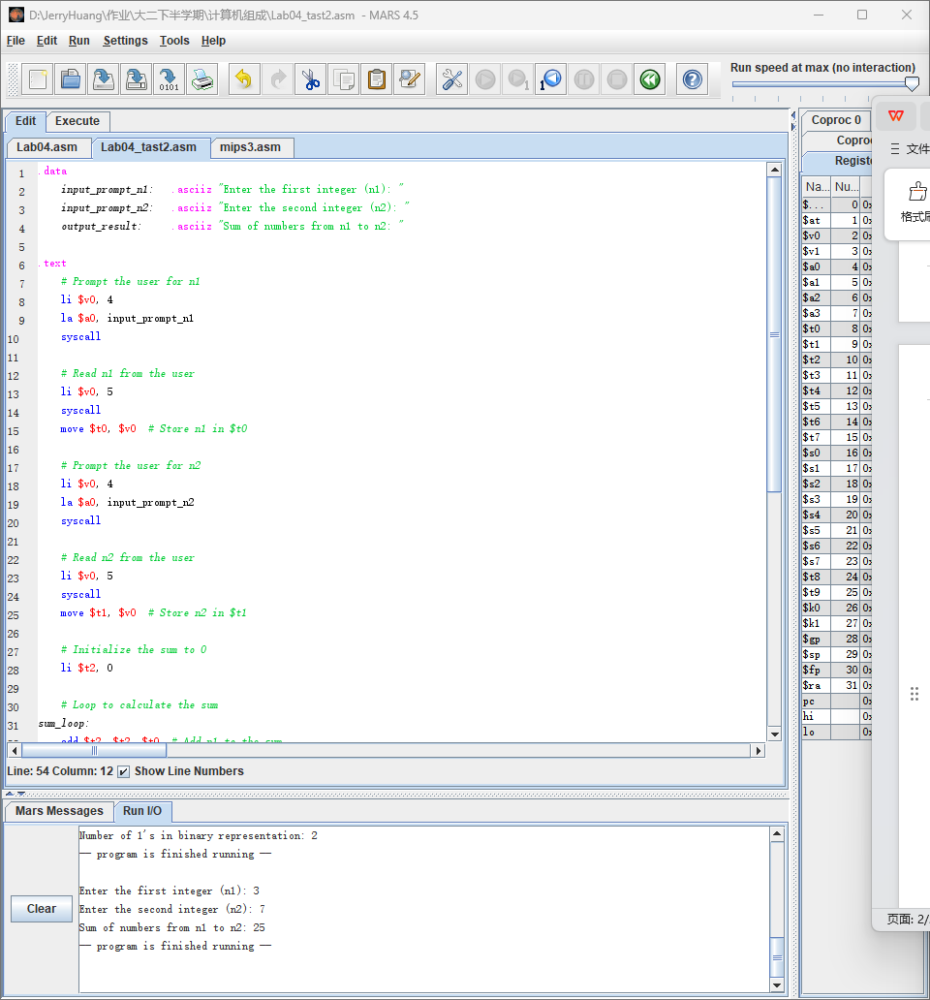 D:\JerryHuang\作业\大二下半学期\计算机组成\Lab04_tast2.asm - MARS 4.5
File Edit Run Settings Tools Help
Run speed at max (no interaction)
0101
1
1
Edit Execute
Lab04.asm Lab04_tast2.asm mips3.asm
1 .data
2 input_prompt_n1: .asciiz "Enter the first integer (n1): "
3 input_prompt_n2: .asciiz "Enter the second integer (n2): "
4 output_result: .asciiz "Sum of numbers from n1 to n2: "
5
6 .text
7 # Prompt the user for n1
8 li $v0, 4
9 la $a0, input_prompt_n1
10 syscall
11
12 # Read n1 from the user
13 li $v0, 5
14 syscall
15 move $t0, $v0 # Store n1 in $t0
16
17 # Prompt the user for n2
18 li $v0, 4
19 la $a0, input_prompt_n2
20 syscall
21
22 # Read n2 from the user
23 li $v0, 5
24 syscall
25 move $t1, $v0 # Store n2 in $t1
26
27 # Initialize the sum to 0
28 li $t2, 0
29
30 # Loop to calculate the sum
31 sum_loop:
add $t2, $t2, $t0 # Add n1 to the sum
Line: 54 Column: 12 Show Line Numbers
Mars Messages Run I/O
Number of 1's in binary representation: 2
-- program is finished running --
Enter the first integer (n1): 3
Enter the second integer (n2): 7
Sum of numbers from n1 to n2: 25
-- program is finished running --
Clear
Coproc 0
Coproc
Registe
Na... Nu...
$... 0 0x
$at 1 0x
$v0 2 0x
$v1 3 0x
$a0 4 0x
$a1 5 0x
$a2 6 0x
$a3 7 0x
$t0 8 0x
$t1 9 0x
$t2 10 0x
$t3 11 0x
$t4 12 0x
$t5 13 0x
$t6 14 0x
$t7 15 0x
$s0 16 0x
$s1 17 0x
$s2 18 0x
$s3 19 0x
$s4 20 0x
$s5 21 0x
$s6 22 0x
$s7 23 0x
$t8 24 0x
$t9 25 0x
$k0 26 0x
$k1 27 0x
$gp 28 0x
$sp 29 0x
$fp 30 0x
$ra 31 0x
pc 0x
hi 0x
lo 0x
W
三 文件
格式刷
页面: 2/